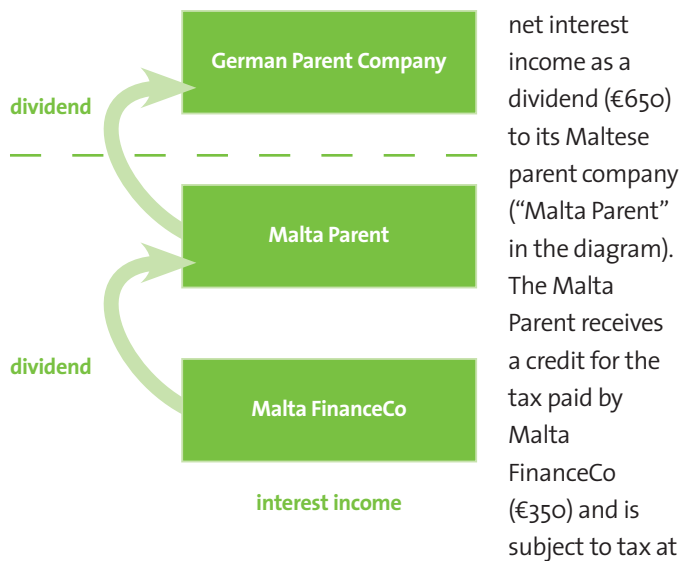 German Parent Company
dividend
Malta Parent
dividend
Malta FinanceCo
interest income
net interest
income as a
dividend (€650)
to its Maltese
parent company
(“Malta Parent”
in the diagram).
The Malta
Parent receives
a credit for the
tax paid by
Malta
FinanceCo
(€350) and is
subject to tax at